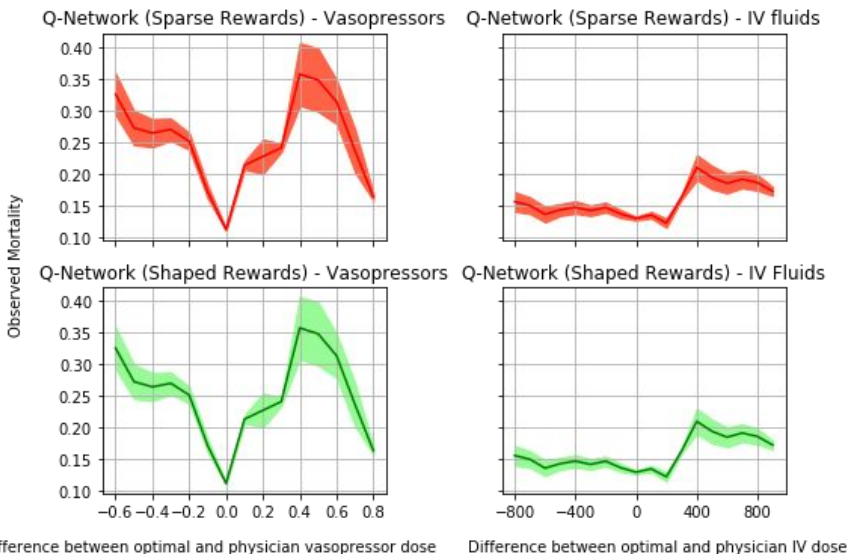 Q-Network (Sparse Rewards) - Vasopressors
Q-Network (Sparse Rewards) - IV fluids
0.40
0.35
0.30
0.25
0.20
0.15
0.10
Observed Mortality
Q-Network (Shaped Rewards) - Vasopressors
Q-Network (Shaped Rewards) - IV Fluids
0.40
0.35
0.30
0.25
0.20
0.15
0.10
−0.6 −0.4 −0.2 0.0 0.2 0.4 0.6 0.8
−800 −400 0 400 800
ifference between optimal and physician vasopressor dose
Difference between optimal and physician IV dose